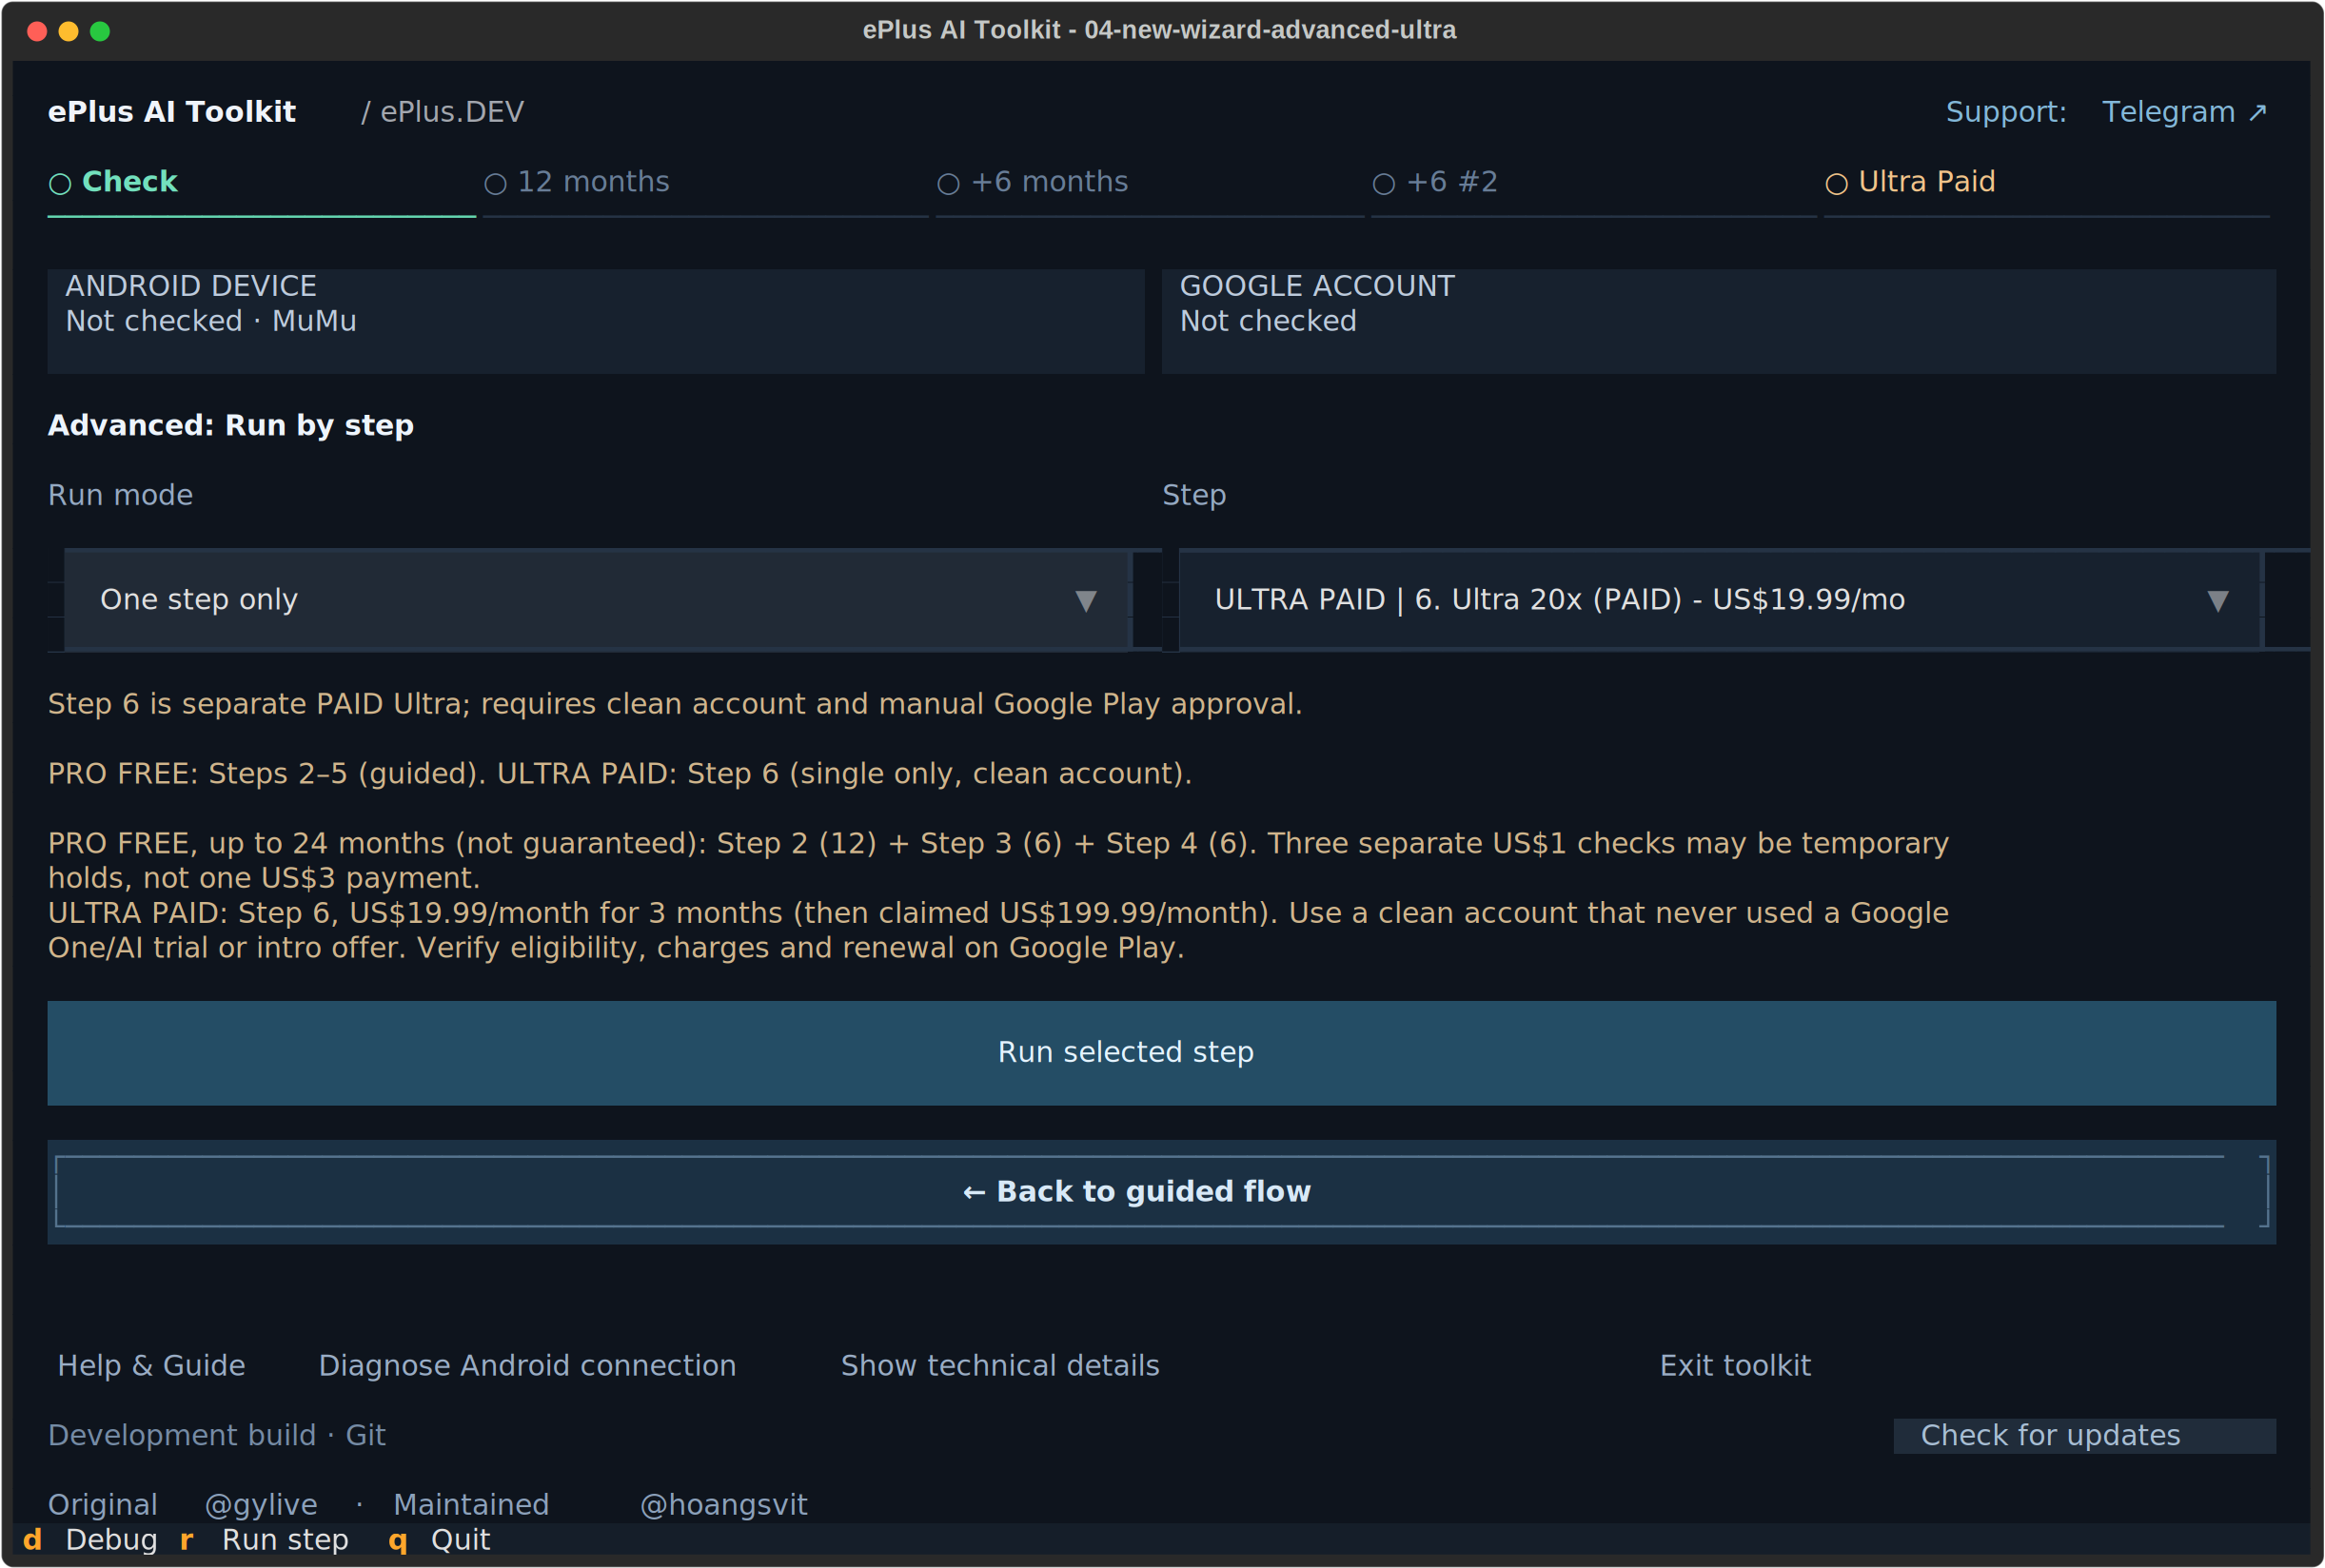 ePlus AI Toolkit - 04-new-wizard-advanced-ultra
ePlus AI Toolkit / ePlus.DEV Support: Telegram ↗
○ Check ○ 12 months ○ +6 months ○ +6 #2 ○ Ultra Paid
ANDROID DEVICE GOOGLE ACCOUNT
Not checked · MuMu Not checked
Advanced: Run by step
Run mode Step
One step only ▼ ULTRA PAID | 6. Ultra 20x (PAID) - US$19.99/mo ▼
Step 6 is separate PAID Ultra; requires clean account and manual Google Play approval.
PRO FREE: Steps 2–5 (guided). ULTRA PAID: Step 6 (single only, clean account).
PRO FREE, up to 24 months (not guaranteed): Step 2 (12) + Step 3 (6) + Step 4 (6). Three separate US$1 checks may be temporary
holds, not one US$3 payment.
ULTRA PAID: Step 6, US$19.99/month for 3 months (then claimed US$199.99/month). Use a clean account that never used a Google
One/AI trial or intro offer. Verify eligibility, charges and renewal on Google Play.
Run selected step
← Back to guided flow
Help & Guide Diagnose Android connection Show technical details Exit toolkit
Development build · Git Check for updates
Original @gylive · Maintained @hoangsvit
d Debug r Run step q Quit